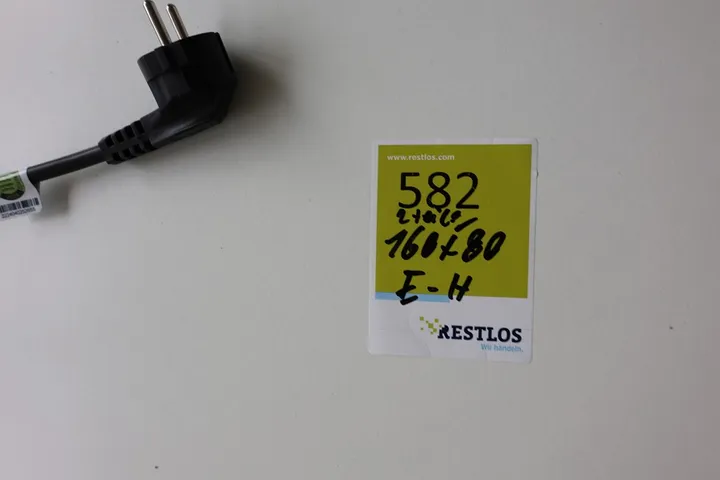 www.restlos.com
582
160x80
E-H
RESTLOS
Wir handeln.